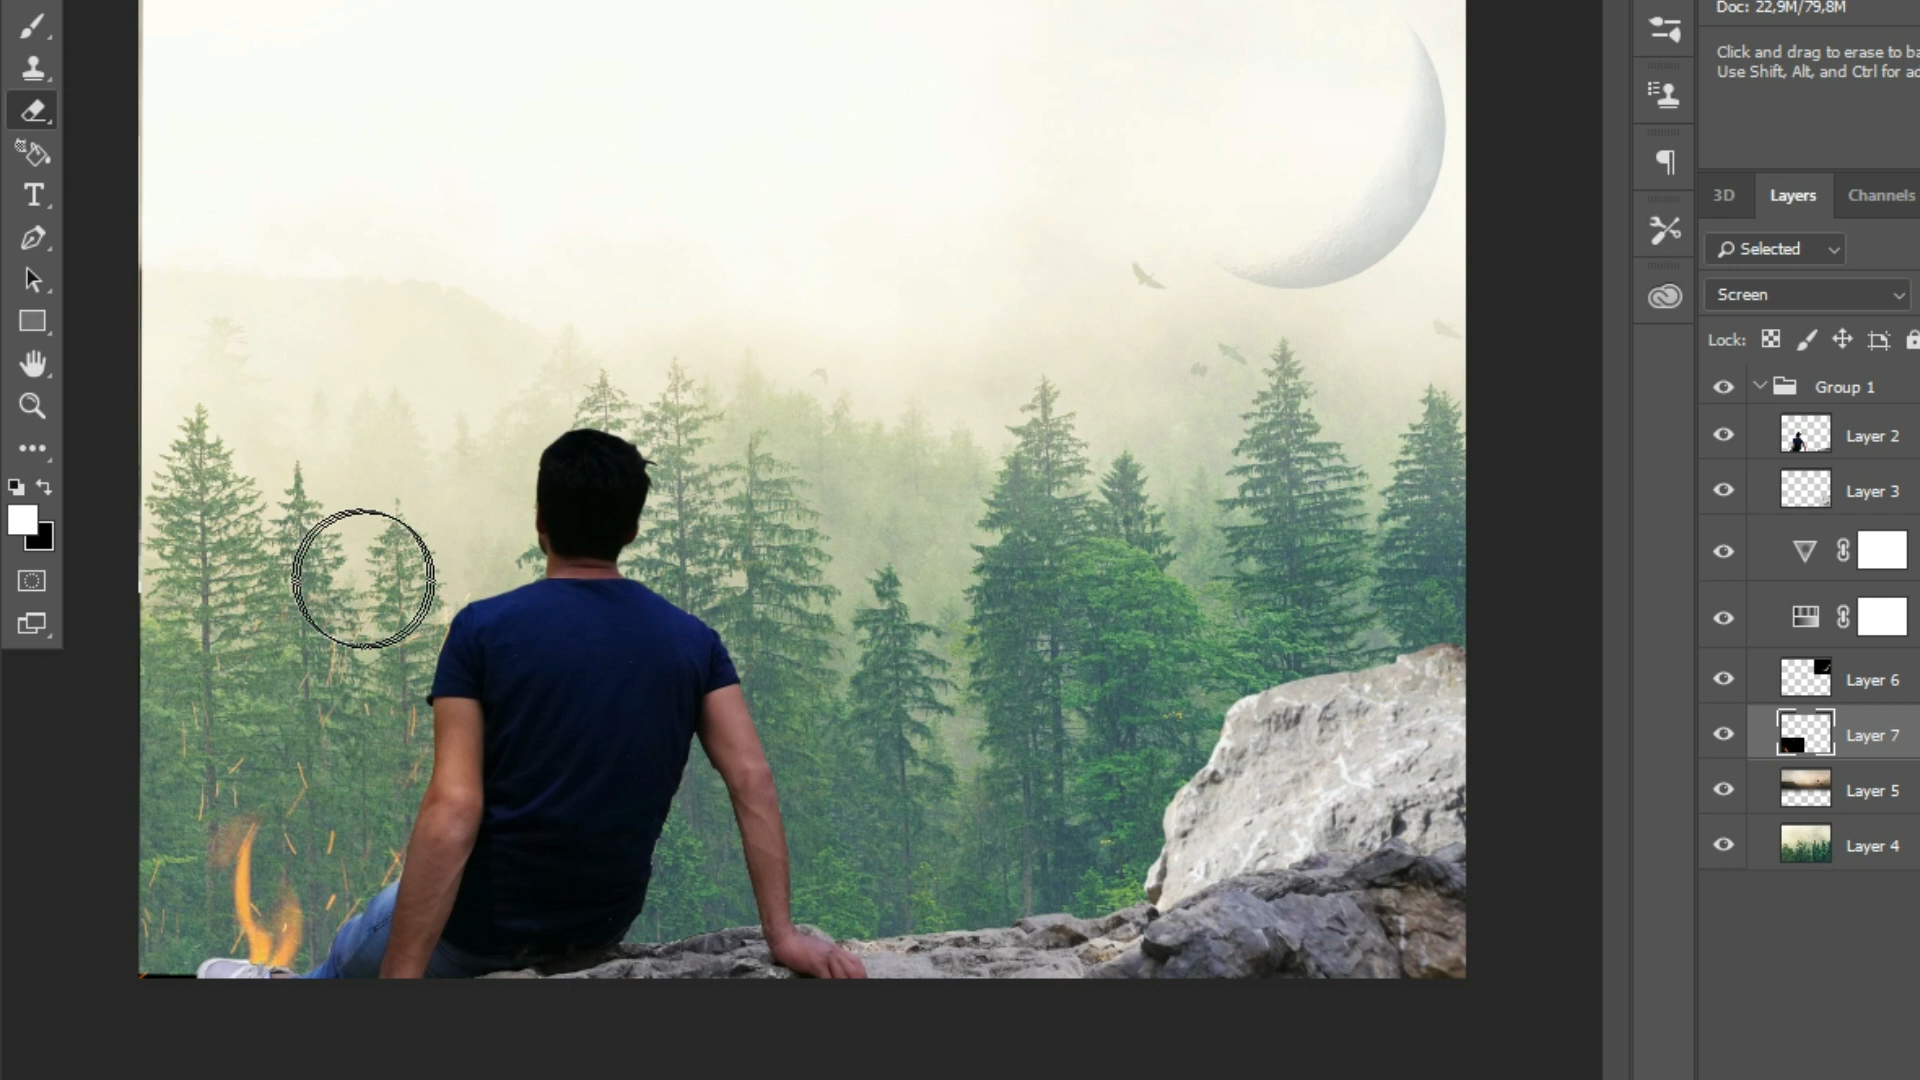 Doc: 22,9M/79,8M
Click and drag to erase to ba
Use Shift, Alt, and Ctrl for ad
3D Layers Channels
Selected
Screen
Lock:
Group 1
Layer 2
Layer 3
Layer 6
Layer 7
Layer 5
Layer 4